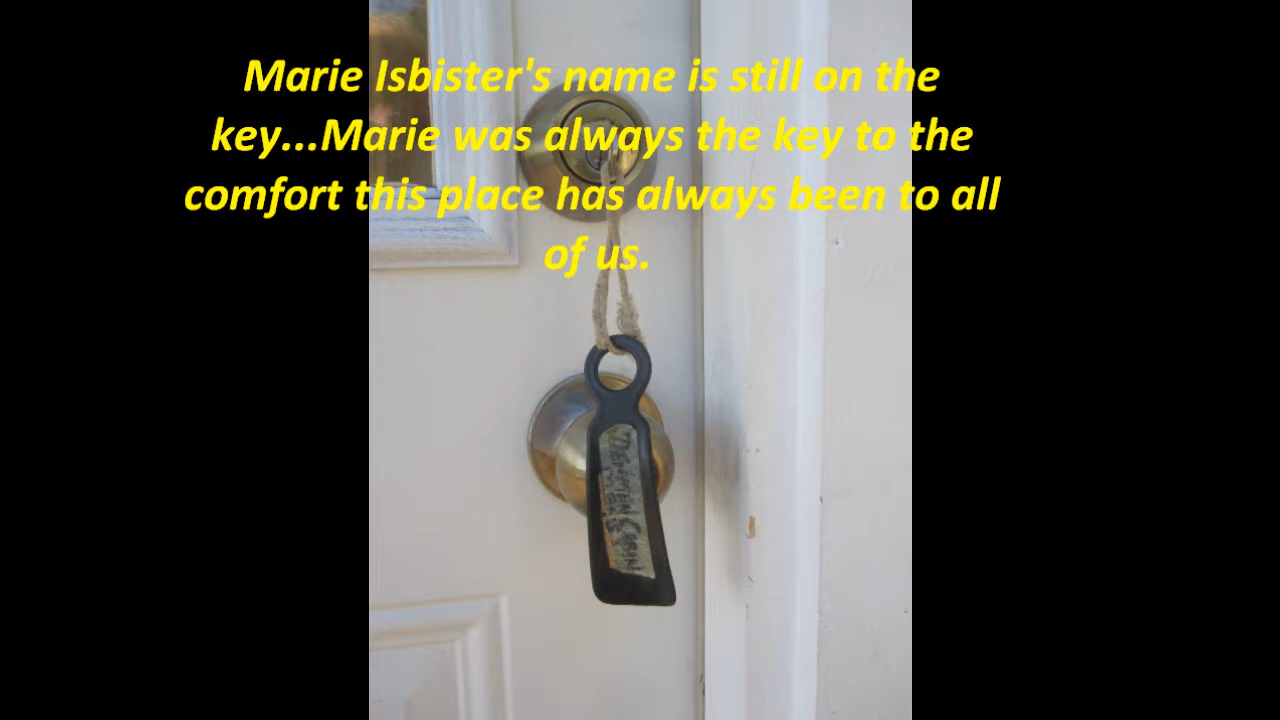 Marie Isbister's name is still on the
key...Marie was always the key to the
comfort this place has always been to all
of us.